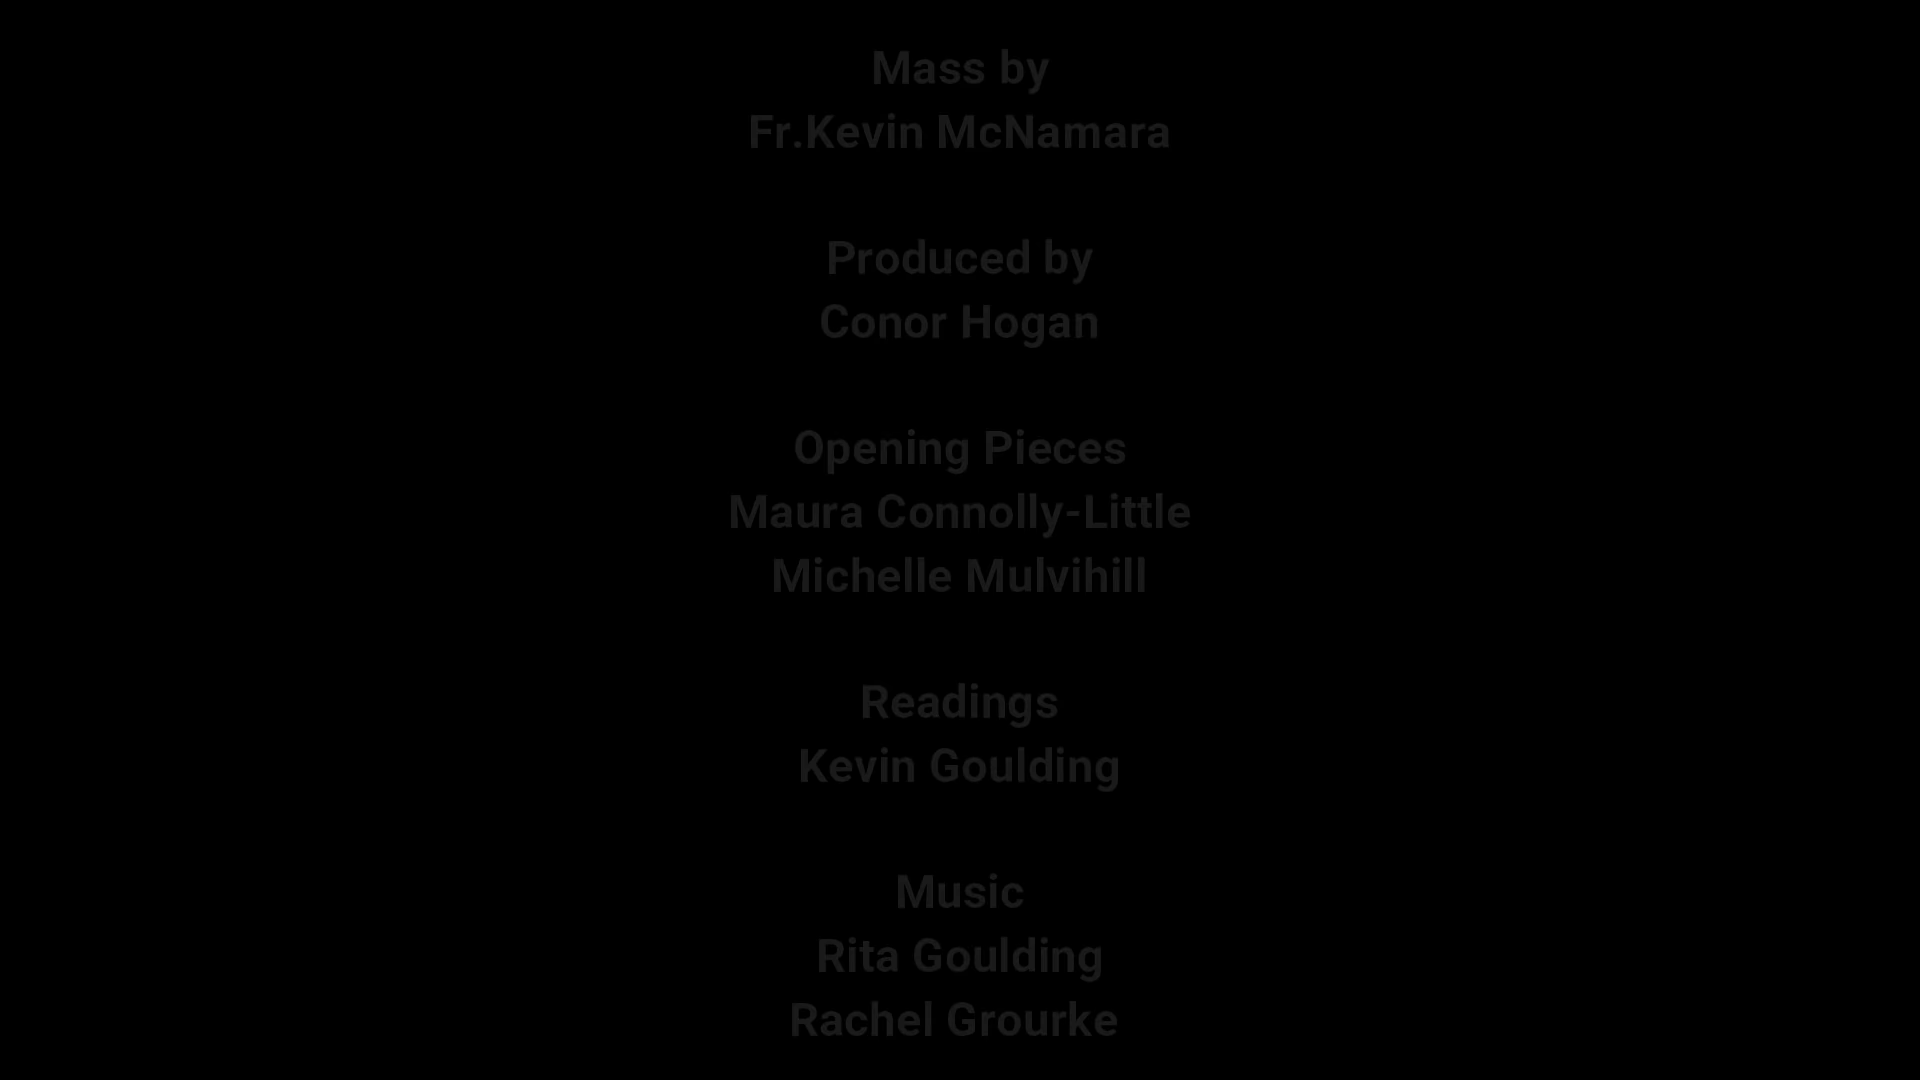 Mass by
Fr.Kevin McNamara
Produced by
Conor Hogan
Opening Pieces
Maura Connolly-Little
Michelle Mulvihill
Readings
Kevin Goulding
Music
Rita Goulding
Rachel Grourke